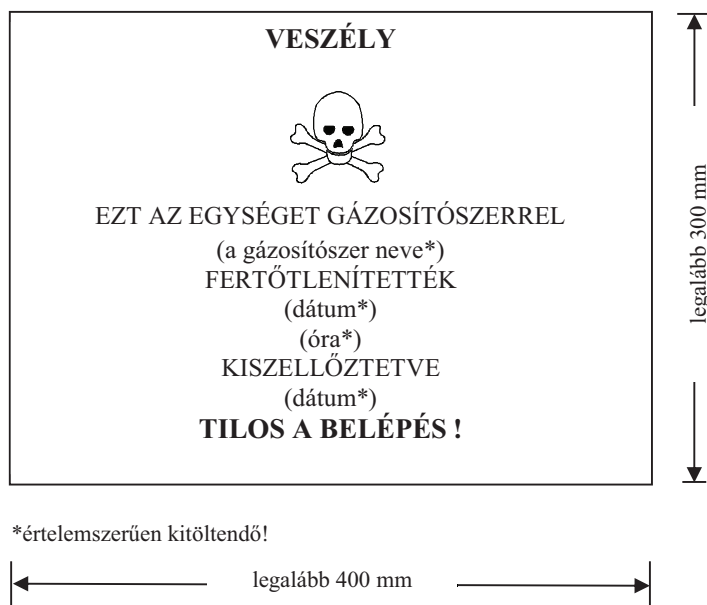 VESZÉLY
EZT AZ EGYSÉGET GÁZOSÍTÓSZERREL
(a gázosítószer neve*)
FERTŐTLENÍTETTÉK
(dátum*)
(óra*)
KISZELLŐZTETVE
(dátum*)
TILOS A BELÉPÉS !
legalább 300 mm
*értelemszerűen kitöltendő!
legalább 400 mm